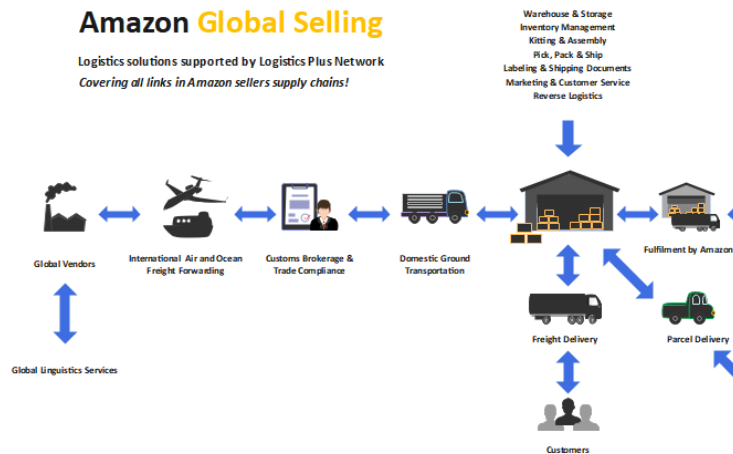 Amazon Global Selling
Logistics solutions supported by Logistics Plus Network
Covering all links in Amazon sellers supply chains!
Warehouse & Storage
Inventory Management
Kitting & Assembly
Pick, Pack & Ship
Labeling & Shipping Documents
Marketing & Customer Service
Reverse Logistics
Global Vendors
International Air and Ocean
Freight Forwarding
Customs Brokerage &
Trade Compliance
Domestic Ground
Transportation
Fulfilment by Amazon
Freight Delivery
Parcel Delivery
Global Linguistics Services
Customers